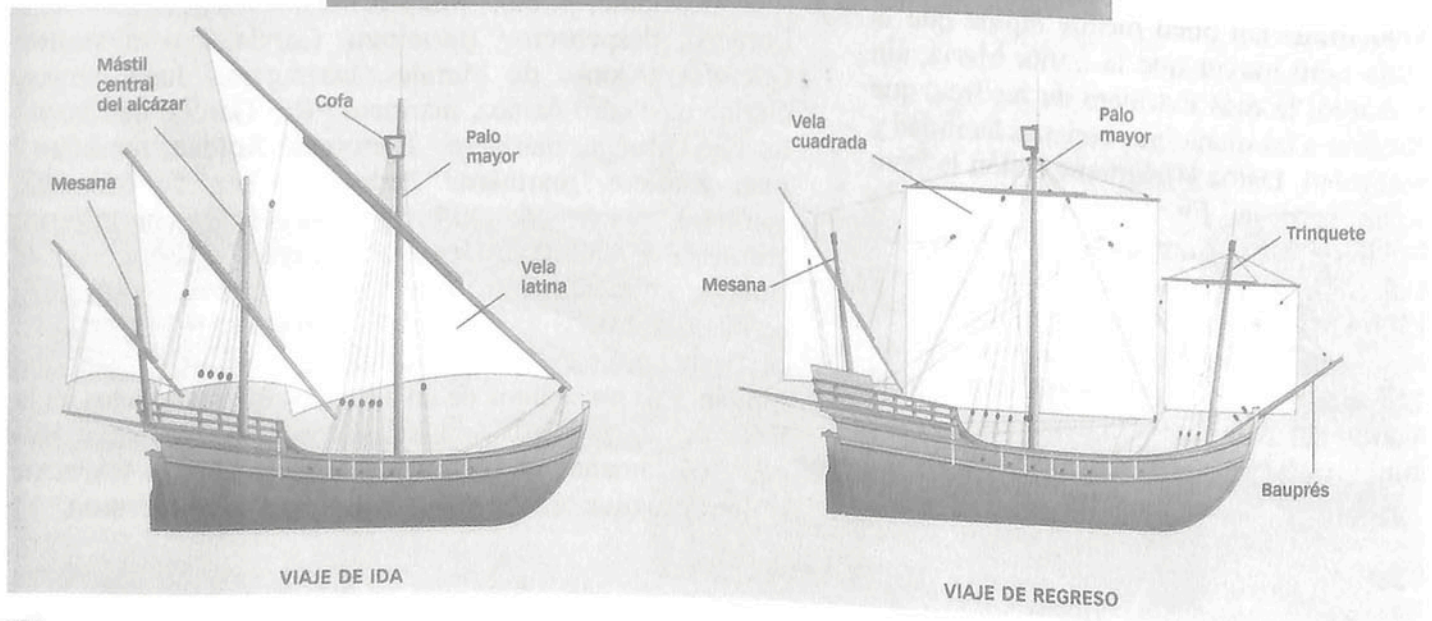 Mástil
central
del alcázar
Cofa
Palo
mayor
Mesana
Vela
latina
VIAJE DE IDA
Vela
cuadrada
Palo
mayor
Trinquete
Mesana
Bauprés
VIAJE DE REGRESO